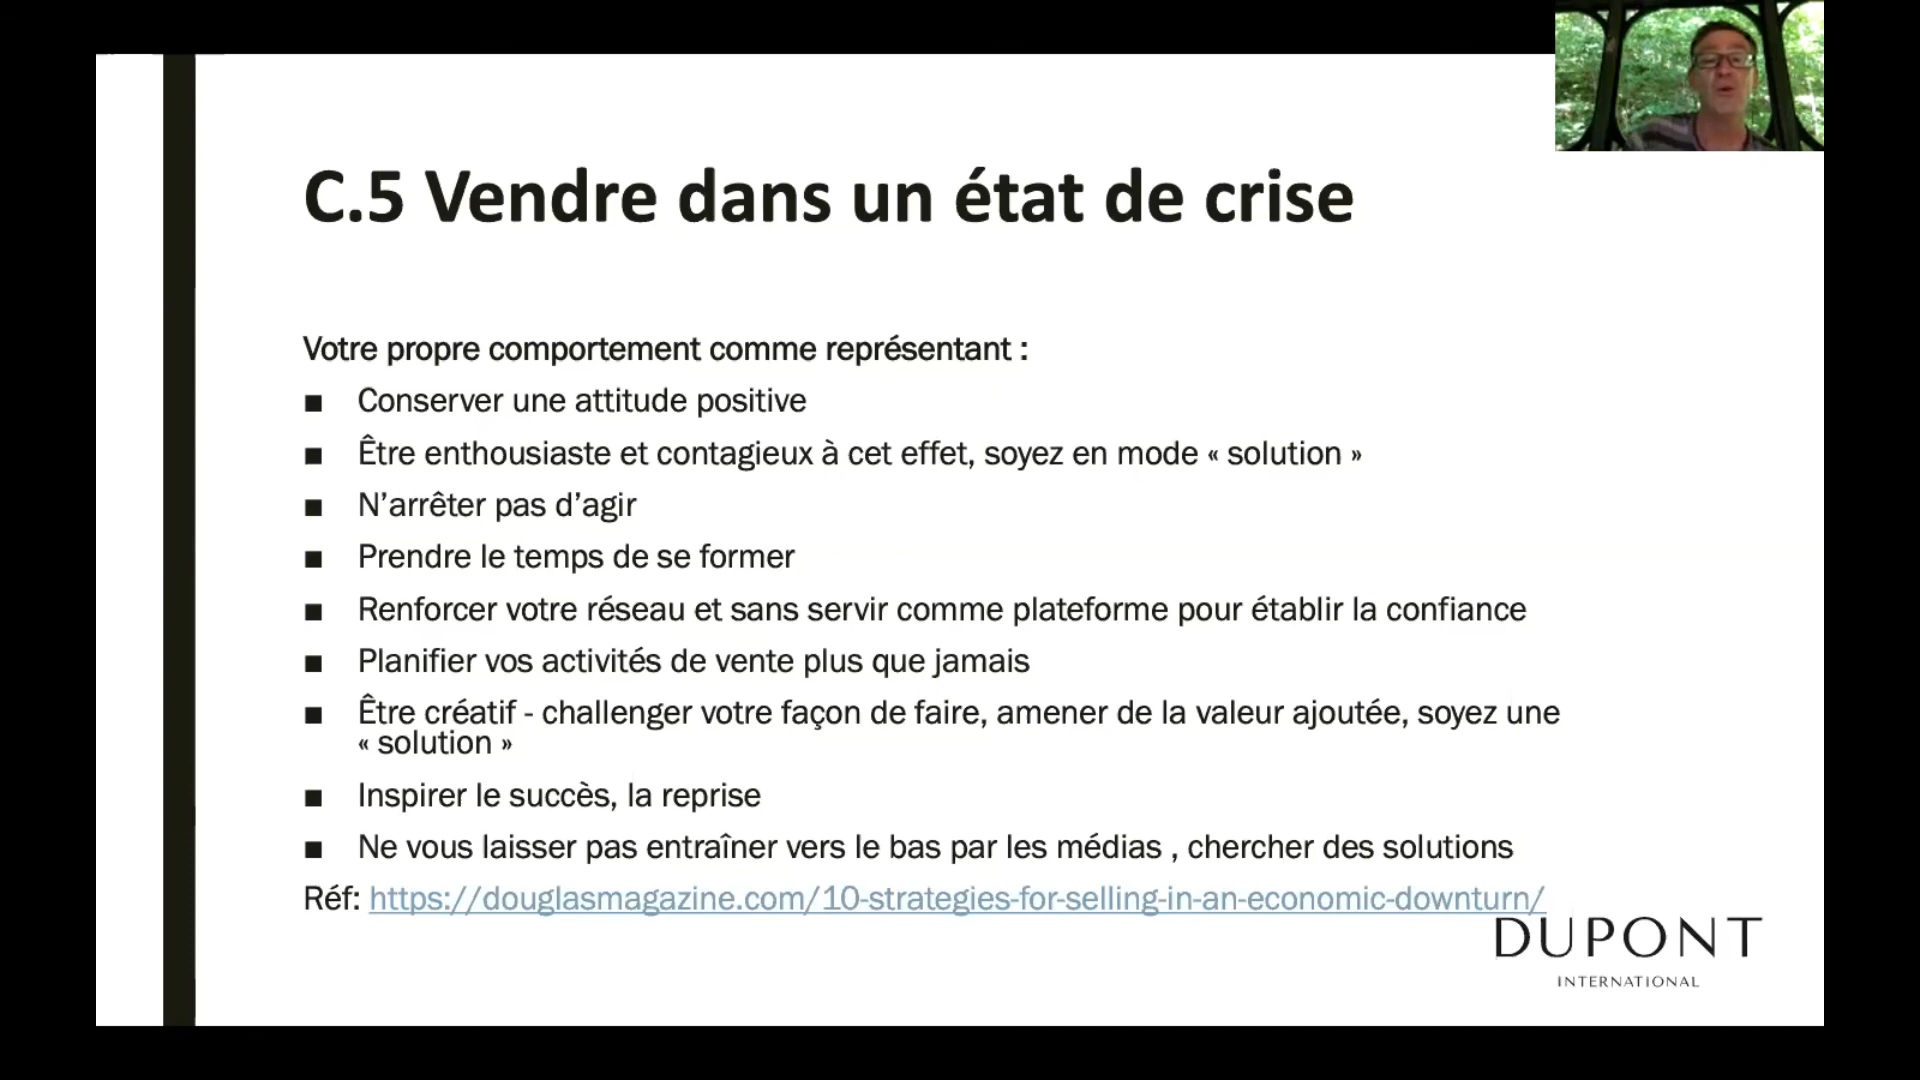 C.5 Vendre dans un état de crise
Votre propre comportement comme représentant :
■ Conserver une attitude positive
■ Être enthousiaste et contagieux à cet effet, soyez en mode « solution »
■ N’arrêter pas d’agir
■ Prendre le temps de se former
■ Renforcer votre réseau et sans servir comme plateforme pour établir la confiance
■ Planifier vos activités de vente plus que jamais
■ Être créatif - challenger votre façon de faire, amener de la valeur ajoutée, soyez une
« solution »
■ Inspirer le succès, la reprise
■ Ne vous laisser pas entraîner vers le bas par les médias , chercher des solutions
Réf: https://douglasmagazine.com/10-strategies-for-selling-in-an-economic-downturn/
DUPONT
INTERNATIONAL